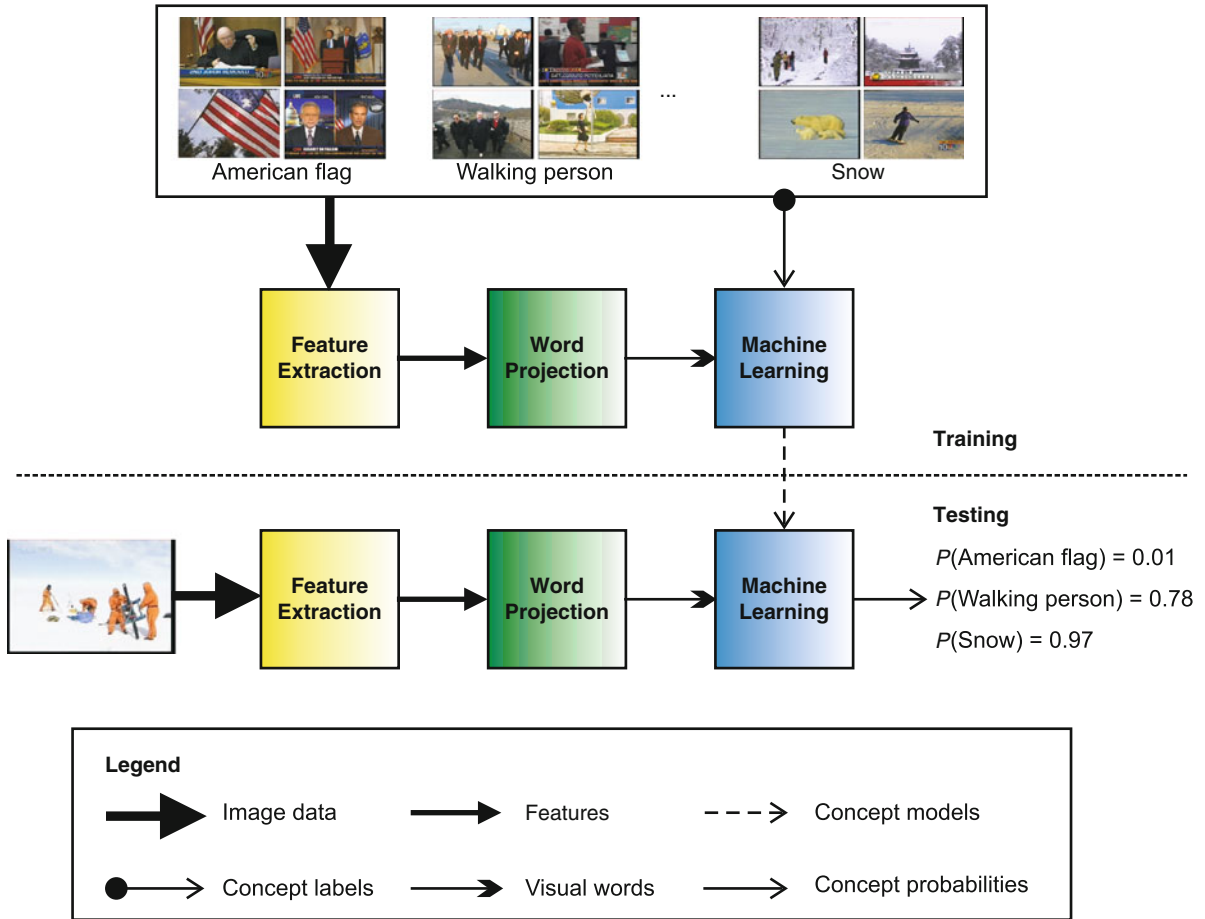 American flag
Walking person
...
Snow
Feature
Extraction
Word
Projection
Machine
Learning
Training
Testing
Feature
Extraction
Word
Projection
Machine
Learning
P(American flag) = 0.01
P(Walking person) = 0.78
P(Snow) = 0.97
Legend
Image data
Features
Concept models
Concept labels
Visual words
Concept probabilities